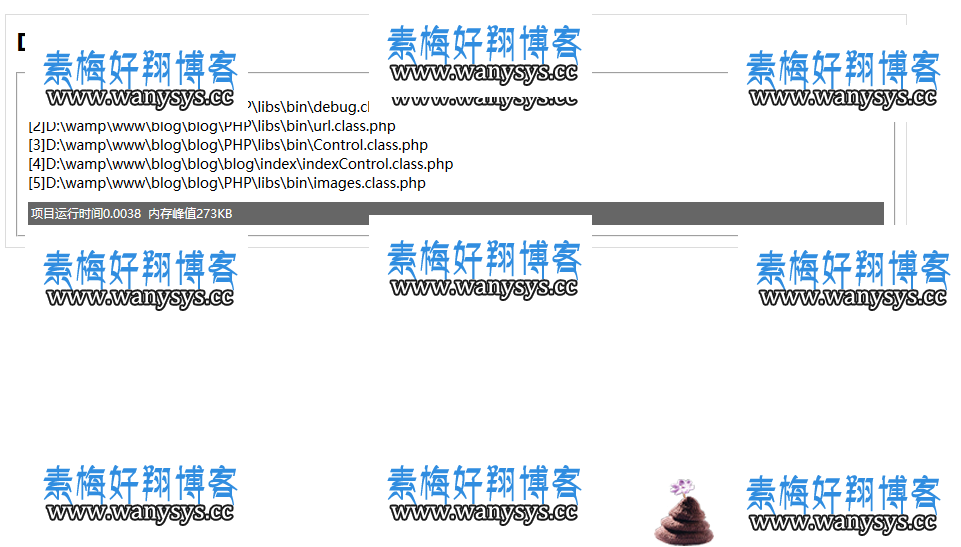 素梅好翔博客
www.wanysys.cc
素梅好翔博客
www.wanysys.cc
素梅好翔博客
www.wanysys.cc
P\libs\bin\debug.cl
[2]D:\wamp\www\blog\blog\PHP\libs\bin\url.class.php
[3]D:\wamp\www\blog\blog\PHP\libs\bin\Control.class.php
[4]D:\wamp\www\blog\blog\blog\index\indexControl.class.php
[5]D:\wamp\www\blog\blog\PHP\libs\bin\images.class.php
项目运行时间0.0038 内存峰值273KB
素梅好翔博客
www.wanysys.cc
素梅好翔博客
www.wanysys.cc
素梅好翔博客
www.wanysys.cc
素梅好翔博客
www.wanysys.cc
素梅好翔博客
www.wanysys.cc
素梅好翔博客
www.wanysys.cc